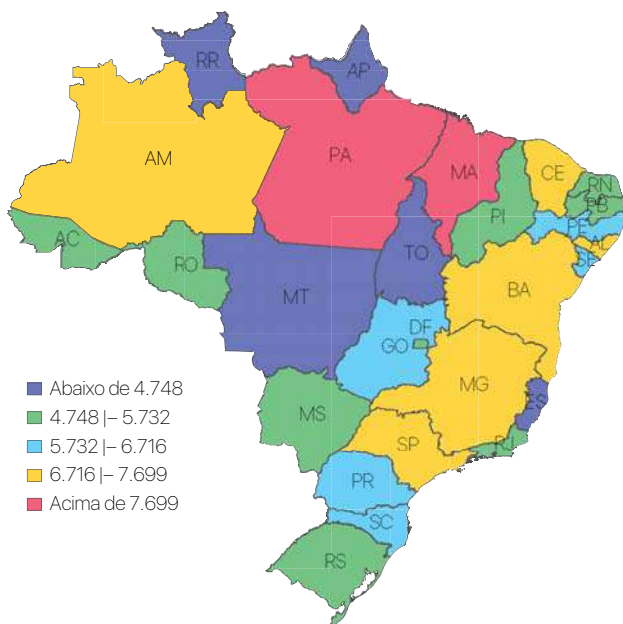 RR
AP
AM
PA
MA
CE
RN
PB
PI
PE
AL
SE
AC
RO
TO
MT
BA
DF
GO
MG
ES
MS
SP
RJ
PR
SC
RS
Abaixo de 4.748
4.748 |– 5.732
5.732 |– 6.716
6.716 |– 7.699
Acima de 7.699